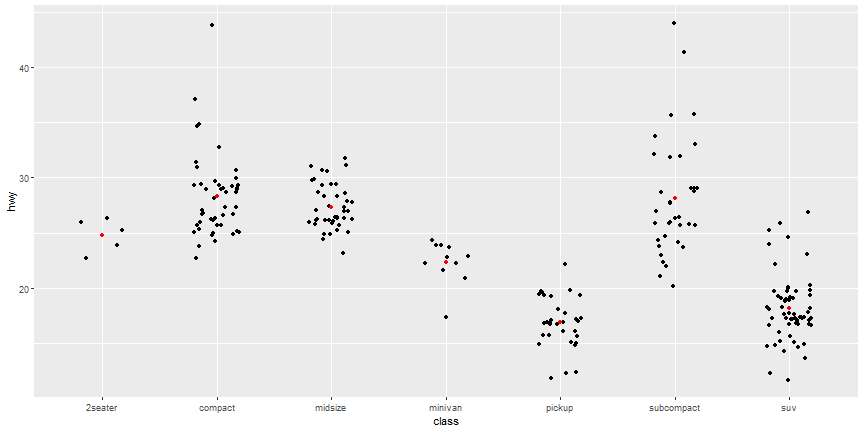 hwy
40
30
20
2seater compact midsize minivan pickup subcompact suv
class